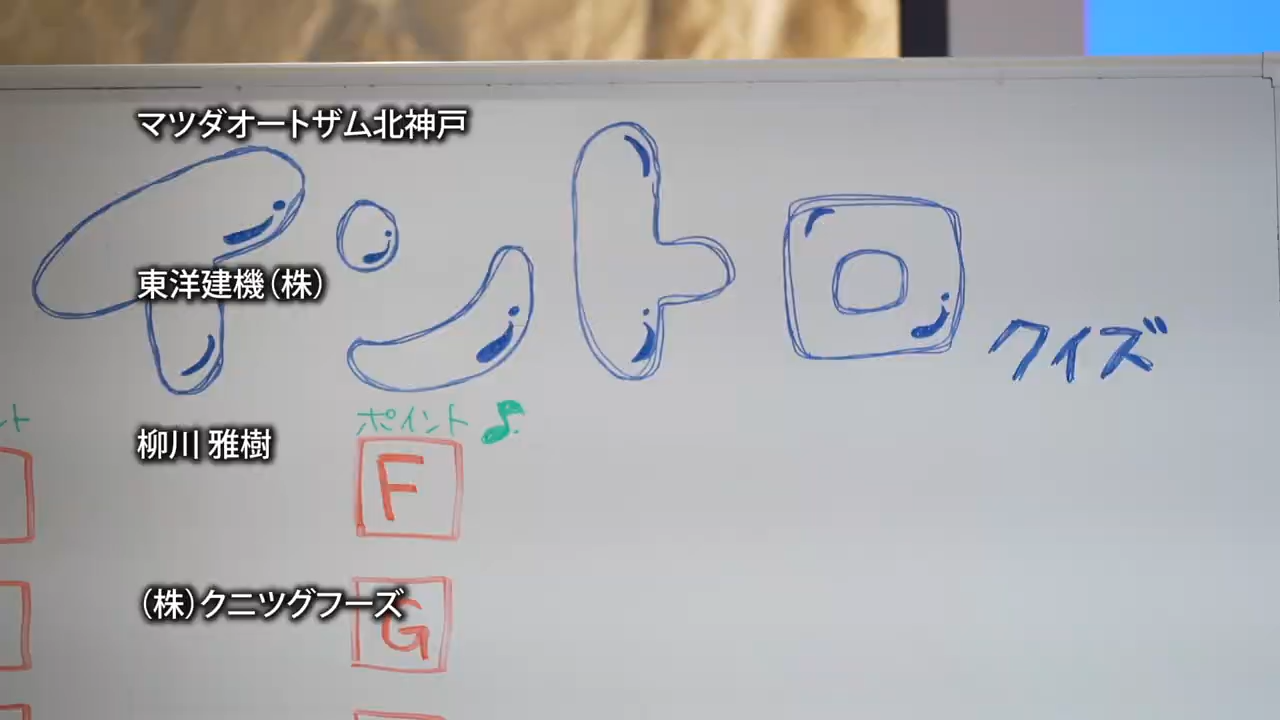 マツダオートザム北神戸
イントロ
クイズ
東洋建機（株）
ント
ポイント
柳川 雅樹
F
（株）クニツグフーズ
G